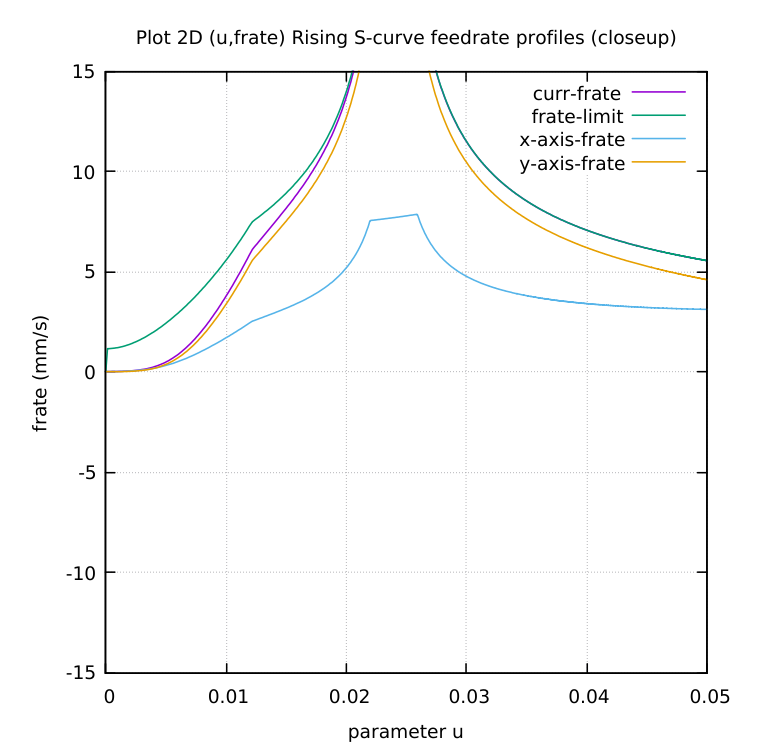 Plot 2D (u,frate) Rising S-curve feedrate profiles (closeup)
15
10
5
0
-5
-10
-15
frate (mm/s)
curr-frate
frate-limit
x-axis-frate
y-axis-frate
0 0.01 0.02 0.03 0.04 0.05
parameter u